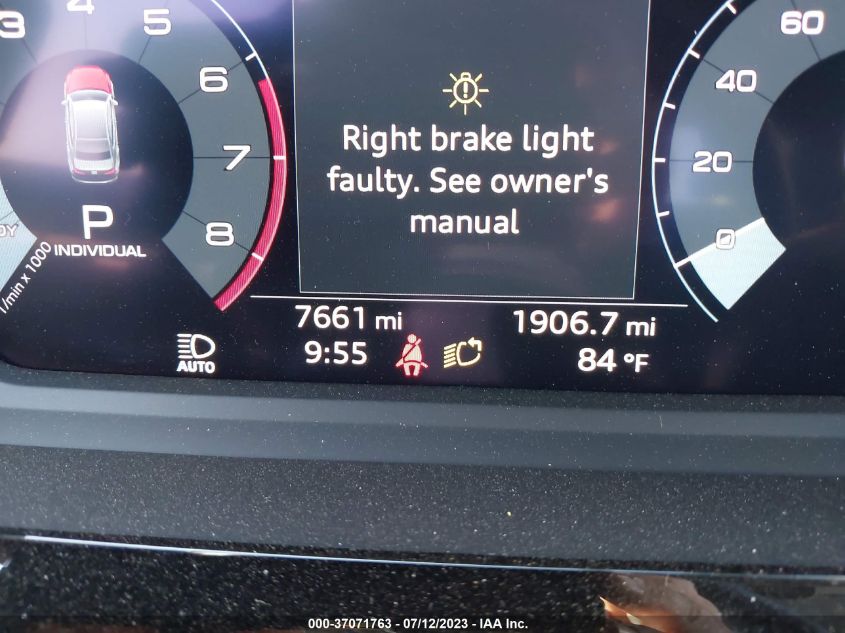 3 4 5 6 7 8
60 40 20 0
Right brake light
faulty. See owner's
manual
P
INDIVIDUAL
1/min x 1000
7661 mi
1906.7 mi
9:55
84 °F
AUTO
000-37071763 - 07/12/2023 - IAA Inc.